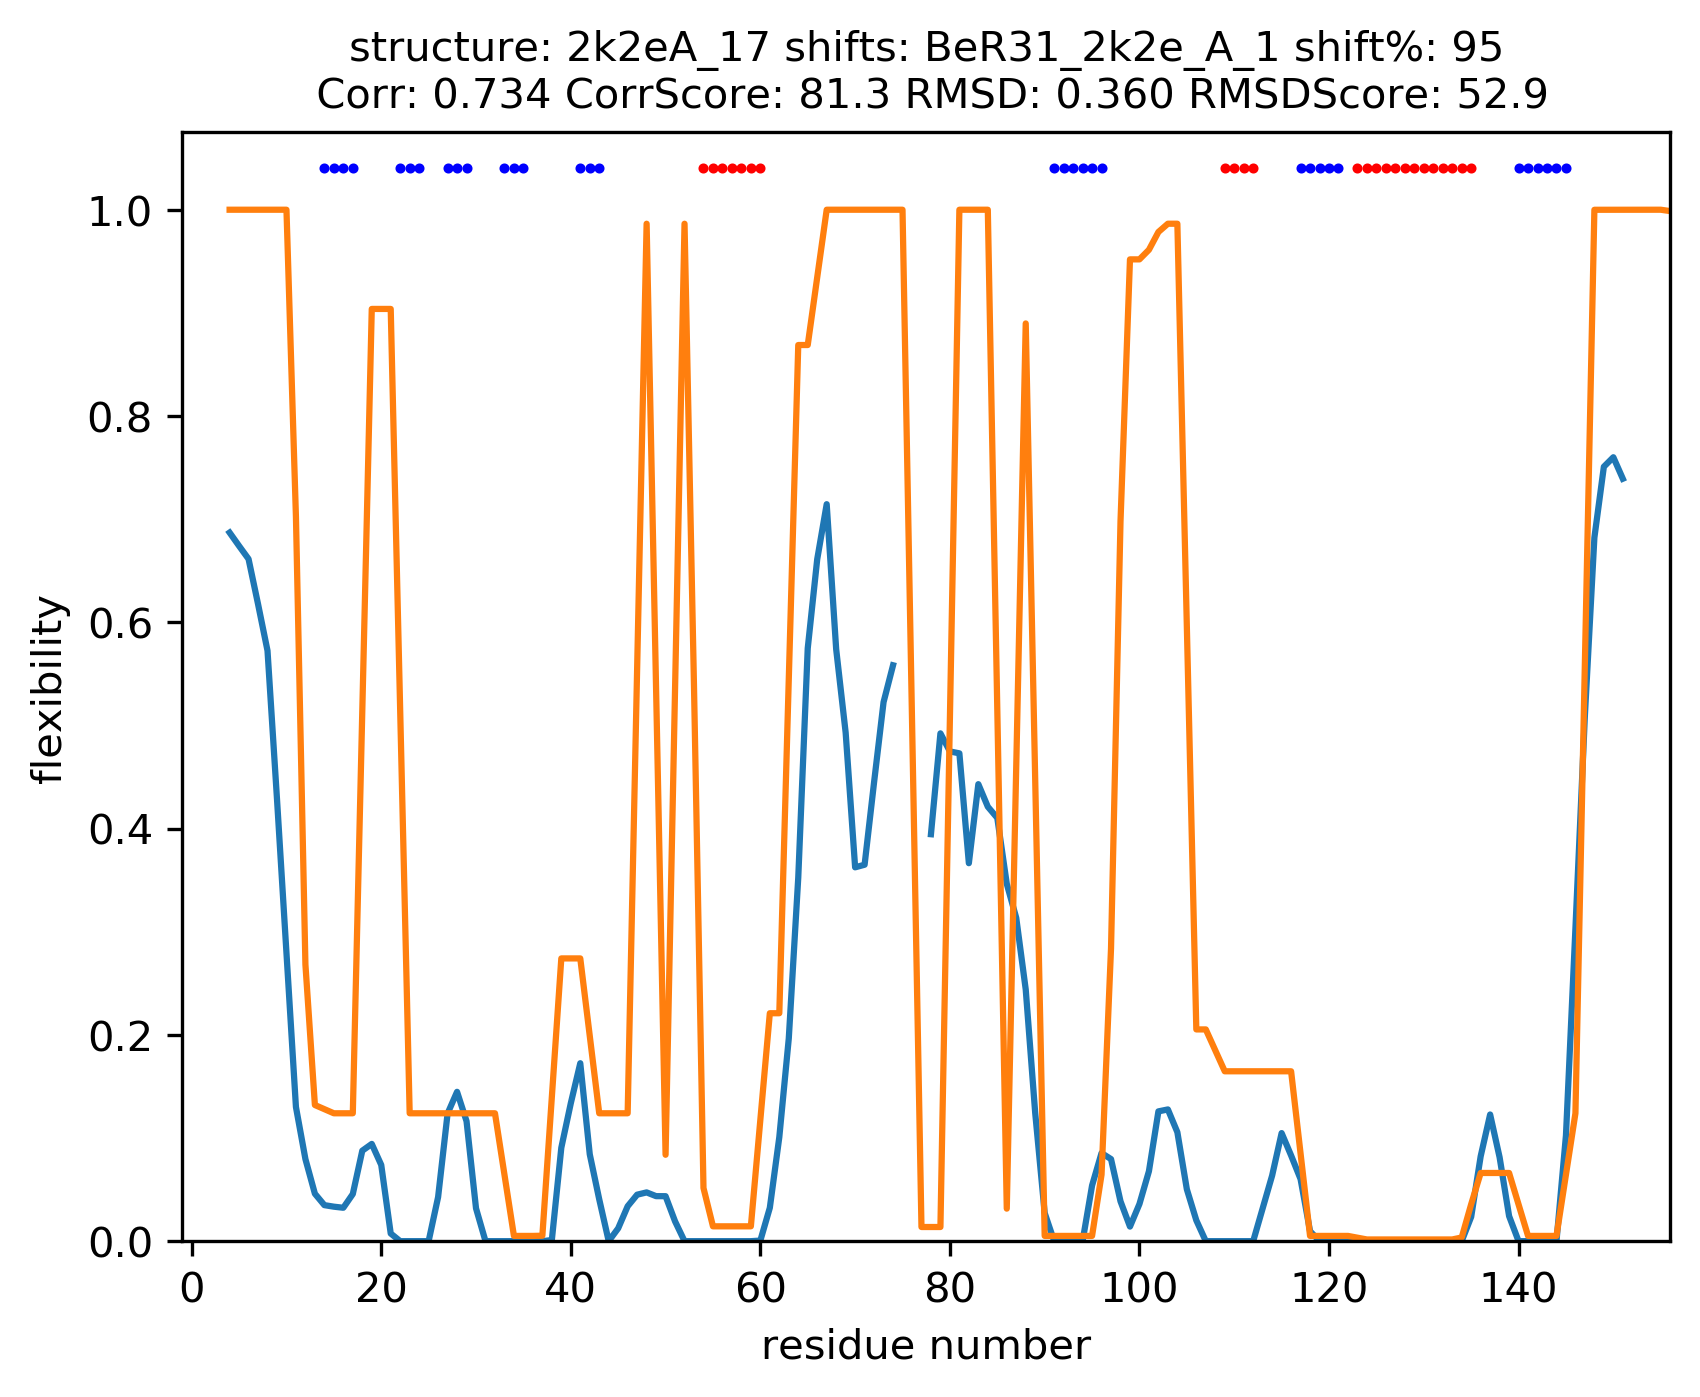 structure: 2k2eA_17 shifts: BeR31_2k2e_A_1 shift%: 95
Corr: 0.734 CorrScore: 81.3 RMSD: 0.360 RMSDScore: 52.9
1.0
0.8
0.6
0.4
0.2
0.0
flexibility
0 20 40 60 80 100 120 140
residue number